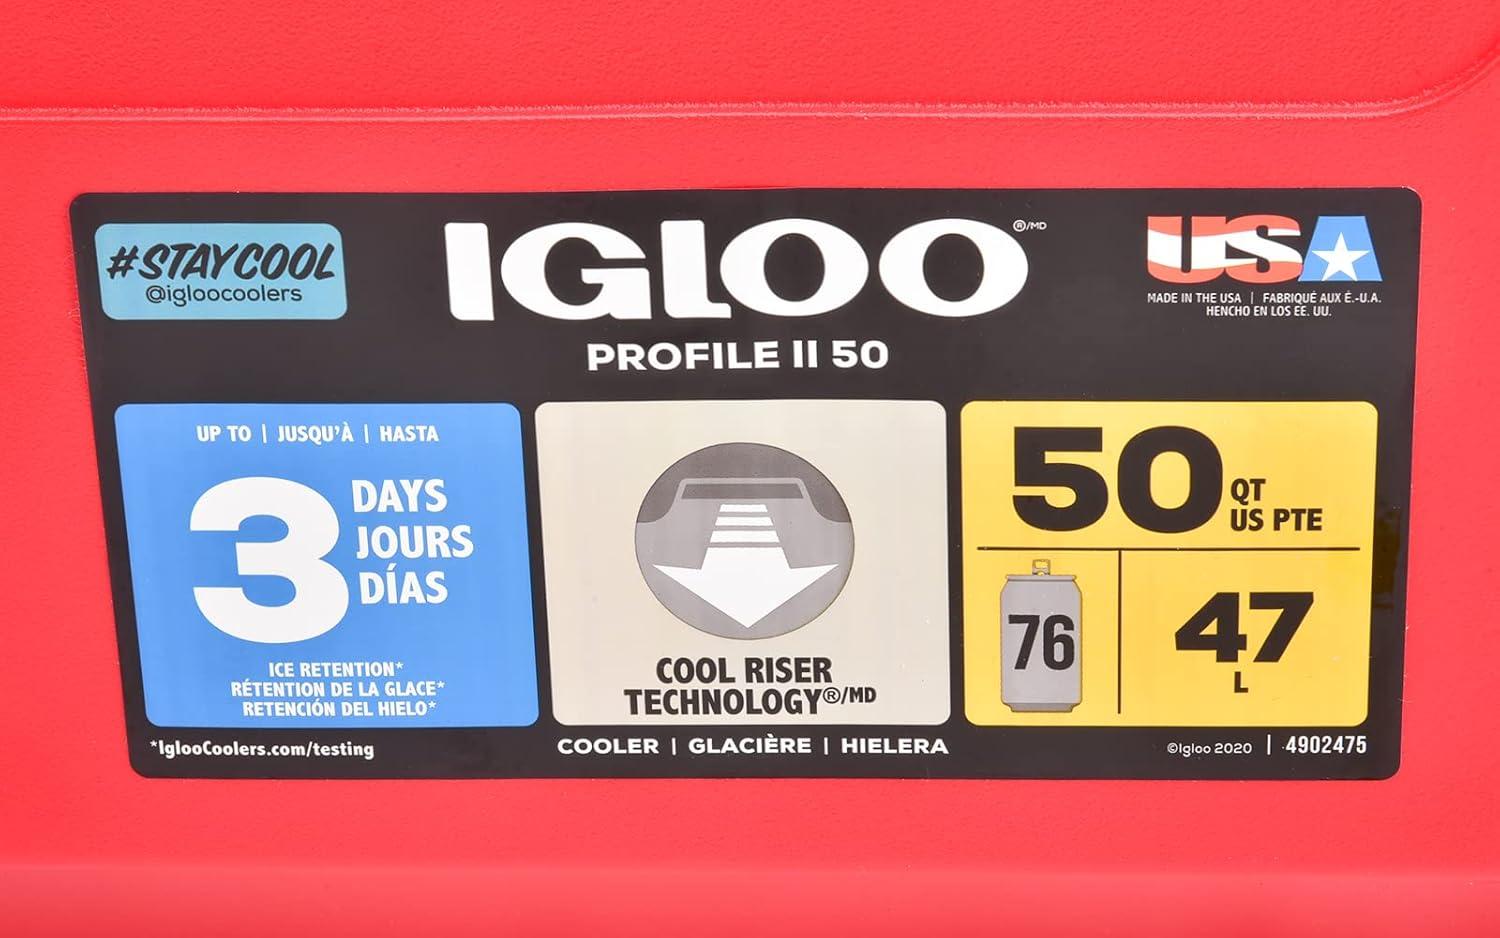 #STAYCOOL
@igloocoolers
IGLOO®/MD
PROFILE II 50
USA
MADE IN THE USA | FABRIQUÉ AUX É.-U.A.
HENCHO EN LOS EE. UU.
UP TO | JUSQU'À | HASTA
3
DAYS
JOURS
DÍAS
ICE RETENTION*
RÉTENTION DE LA GLACE*
RETENCIÓN DEL HIELO*
*IglooCoolers.com/testing
COOL RISER
TECHNOLOGY®/MD
COOLER | GLACIÈRE | HIELERA
50 QT
US PTE
76
47
L
©Igloo 2020 | 4902475